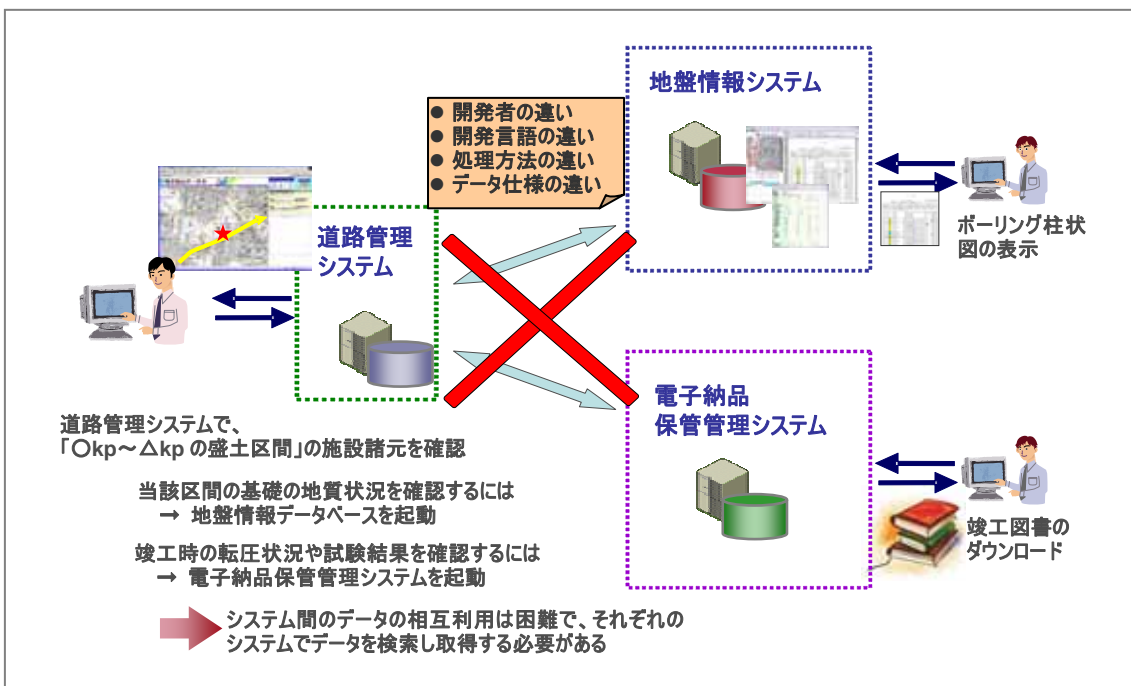 地盤情報システム
● 開発者の違い
● 開発言語の違い
● 処理方法の違い
● データ仕様の違い
道路管理
システム
ボーリング柱状
図の表示
電子納品
保管管理システム
竣工図書の
ダウンロード
道路管理システムで、
「〇kp～△kp の盛土区間」の施設諸元を確認
当該区間の基礎の地質状況を確認するには
→ 地盤情報データベースを起動
竣工時の転圧状況や試験結果を確認するには
→ 電子納品保管管理システムを起動
システム間のデータの相互利用は困難で、それぞれの
システムでデータを検索し取得する必要がある